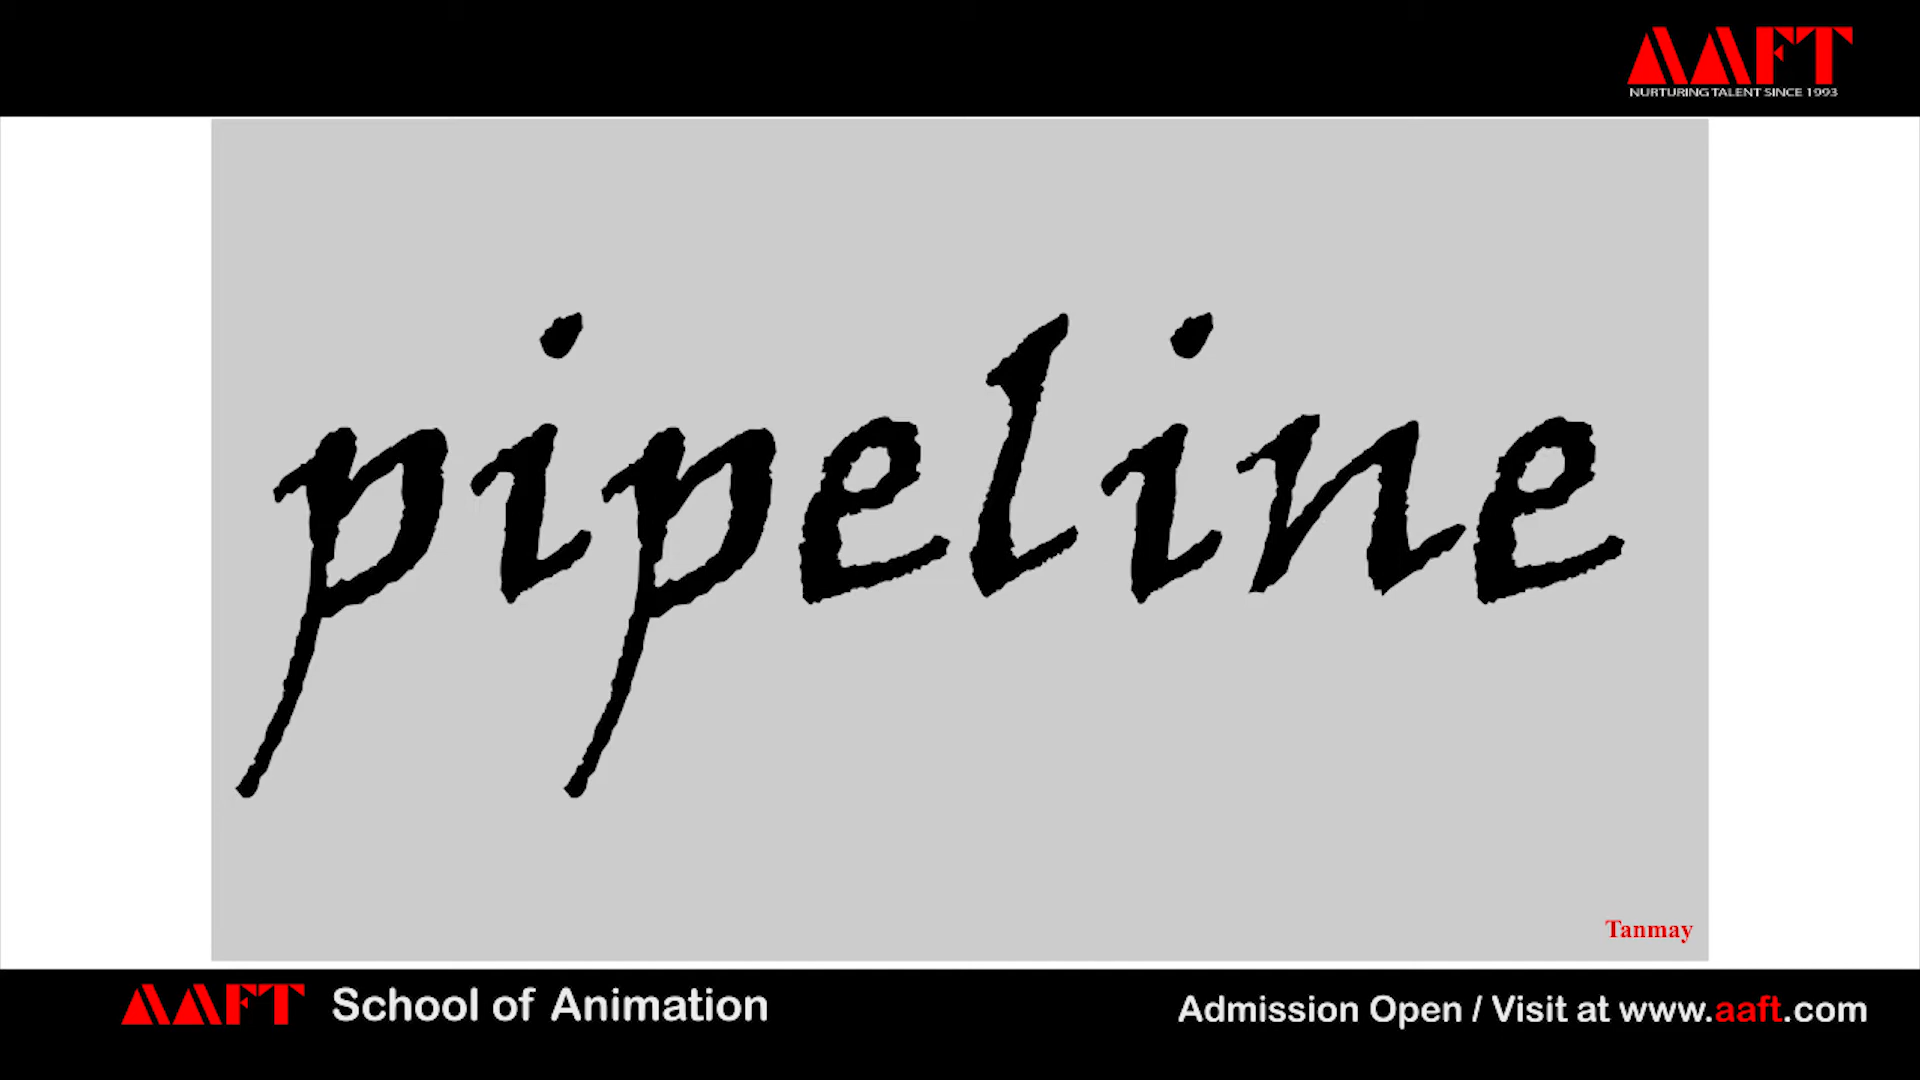 AAFT
NURTURING TALENT SINCE 1993
pipeline
Tanmay
AAFT School of Animation
Admission Open / Visit at www.aaft.com